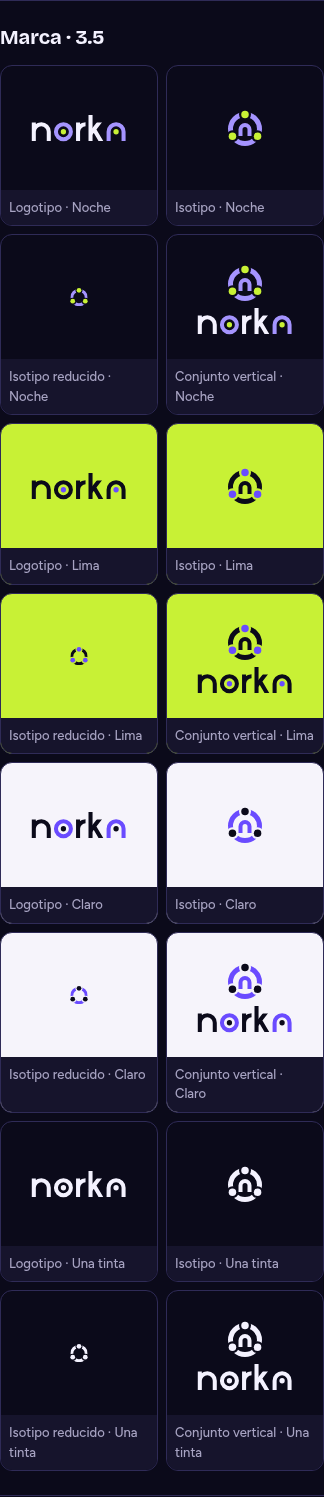 Marca · 3.5
norka
Logotipo · Noche
Isotipo · Noche
norka
Isotipo reducido ·
Noche
Conjunto vertical ·
Noche
norka
Logotipo · Lima
Isotipo · Lima
norka
Isotipo reducido · Lima
Conjunto vertical · Lima
norka
Logotipo · Claro
Isotipo · Claro
norka
Isotipo reducido · Claro
Conjunto vertical ·
Claro
norka
Logotipo · Una tinta
Isotipo · Una tinta
norka
Isotipo reducido · Una
tinta
Conjunto vertical · Una
tinta